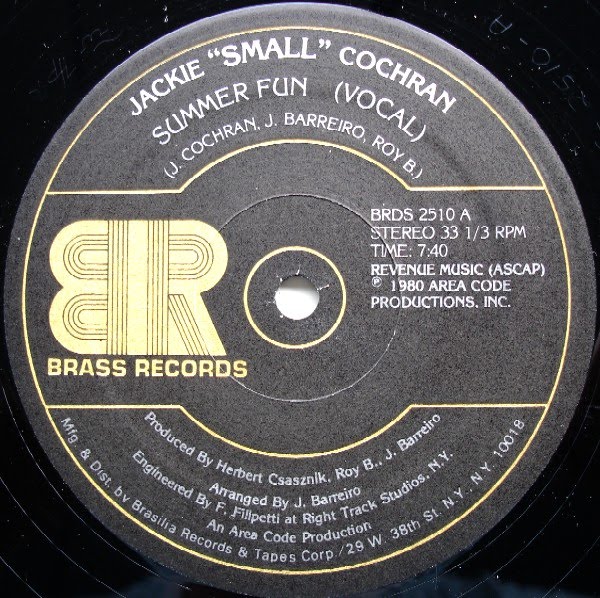 JACKIE "SMALL" COCHRAN
SUMMER FUN (VOCAL)
(J. COCHRAN, J. BARREIRO, ROY B.)
BRDS 2510 A
STEREO 33 1/3 RPM
TIME: 7:40
REVENUE MUSIC (ASCAP)
℗ 1980 AREA CODE
PRODUCTIONS, INC.
BR
BRASS RECORDS
Produced By Herbert Csasznik, Roy B., J. Barreiro
Arranged By J. Barreiro
Engineered By F. Filipetti at Right Track Studios, N.Y.
An Area Code Production
Mfg. & Dist. by Brasilia Records & Tapes Corp / 29 W. 38th St. N.Y., N.Y. 10018
2510-A